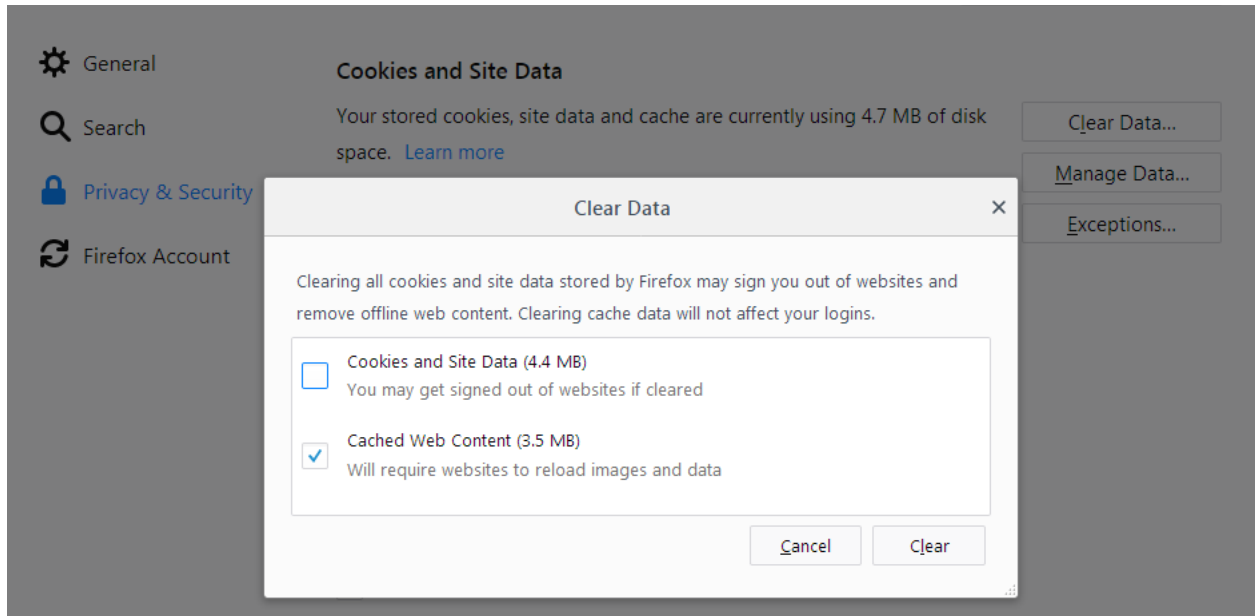 General
Search
Privacy & Security
Firefox Account
Cookies and Site Data
Your stored cookies, site data and cache are currently using 4.7 MB of disk
space. Learn more
Clear Data...
Manage Data...
Exceptions...
Clear Data
Clearing all cookies and site data stored by Firefox may sign you out of websites and
remove offline web content. Clearing cache data will not affect your logins.
Cookies and Site Data (4.4 MB)
You may get signed out of websites if cleared
Cached Web Content (3.5 MB)
Will require websites to reload images and data
Cancel
Clear